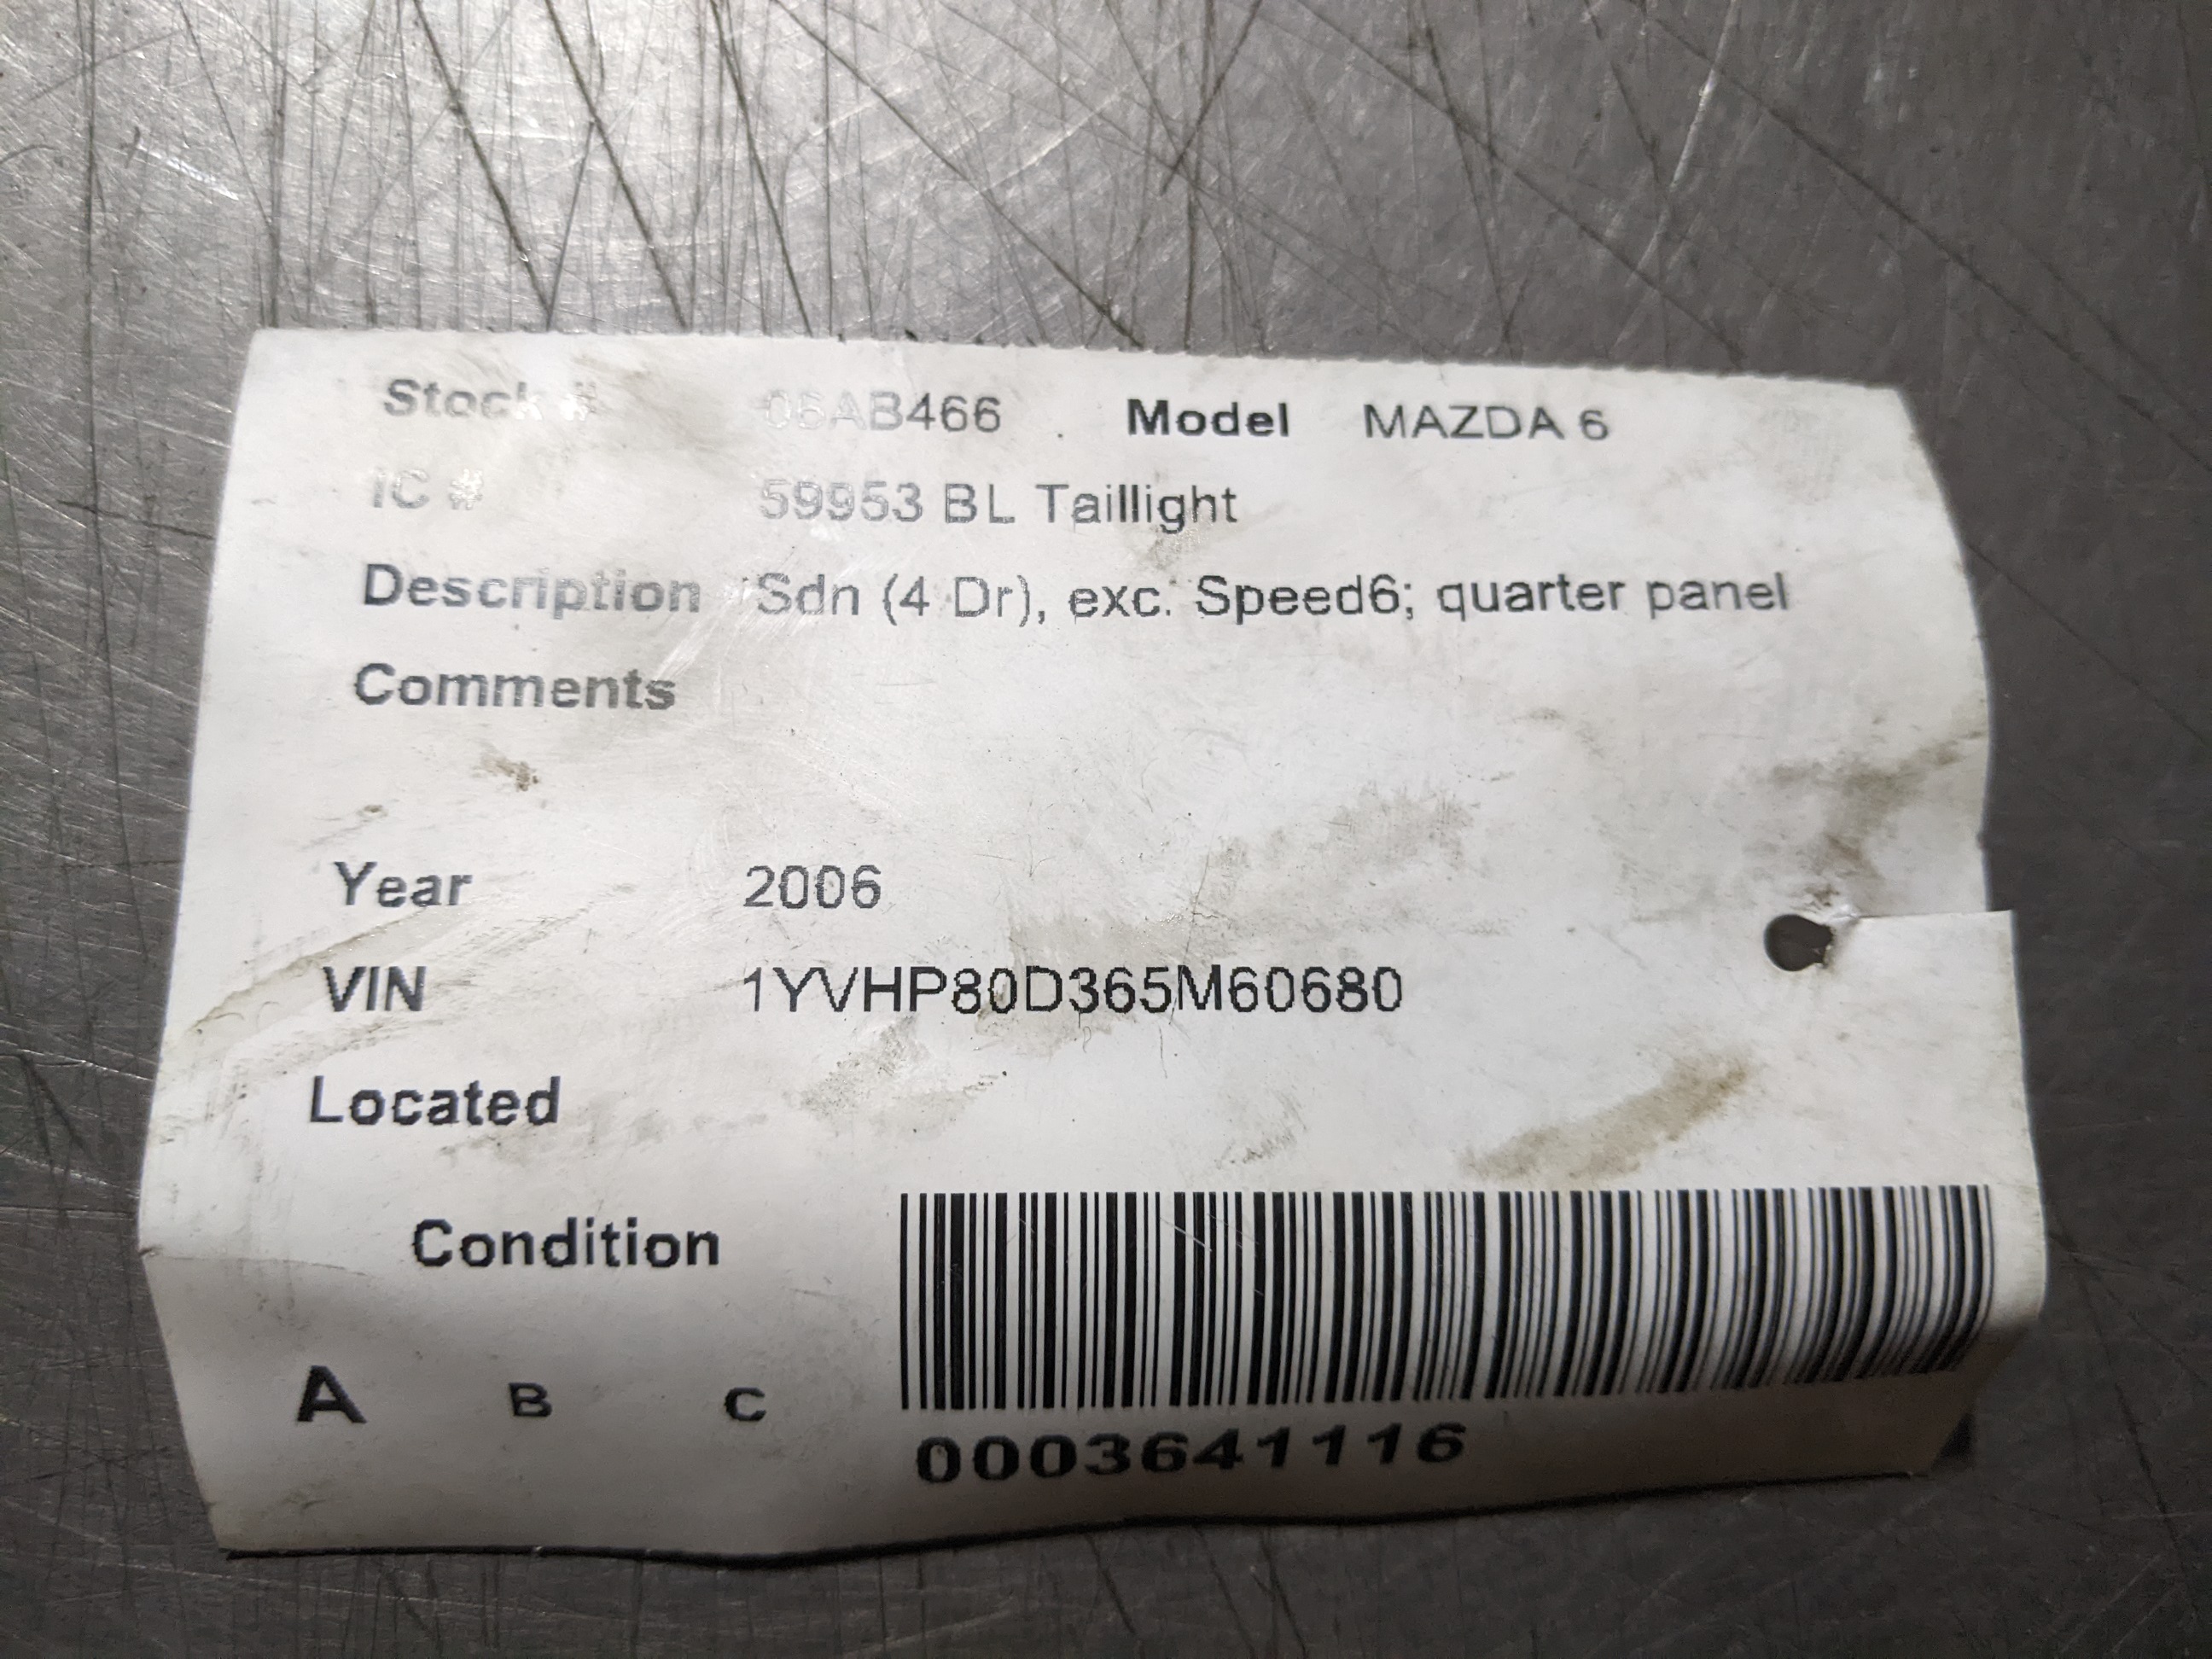 Stock # 06AB466 Model MAZDA 6
IC # 59953 BL Taillight
Description Sdn (4 Dr), exc. Speed6; quarter panel
Comments
Year 2006
VIN 1YVHP80D365M60680
Located
Condition
A B C
0003641116